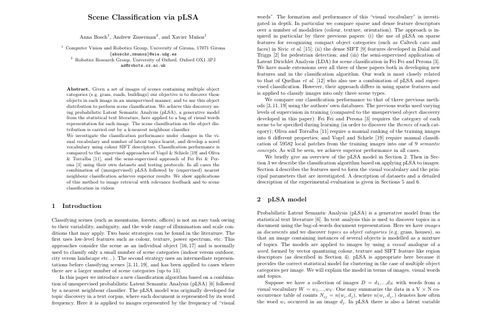 Scene Classification via pLSA
Anna Bosch¹, Andrew Zisserman², and Xavier Muñoz¹
¹ Computer Vision and Robotics Group, University of Girona, 17071 Girona
² Robotics Research Group, University of Oxford, Oxford OX1 3PJ
Abstract. Given a set of images of scenes containing multiple object
categories (e.g. grass, roads, buildings) our objective is to discover these
objects in each image in an unsupervised manner, and to use this object
distribution to perform scene classification. We achieve this discovery us-
ing probabilistic Latent Semantic Analysis (pLSA), a generative model
from the statistical text literature, here applied to a bag of visual words
representation for each image. The scene classification on the object dis-
tribution is carried out by a k-nearest neighbour classifier.
We investigate the classification performance under changes in the vi-
sual vocabulary and number of latent topics learnt, and develop a novel
vocabulary using colour SIFT descriptors. Classification performance is
compared to the supervised approaches of Vogel & Schiele [19] and Oliva
& Torralba [11], and the semi-supervised approach of Fei Fei & Per-
ona [3] using their own datasets and testing protocols. In all cases the
combination of (unsupervised) pLSA followed by (supervised) nearest
neighbour classification achieves superior results. We show applications
of this method to image retrieval with relevance feedback and to scene
classification in videos
1 Introduction
Classifying scenes (such as mountains, forests, offices) is not an easy task owing
to their variability, ambiguity, and the wide range of illumination and scale con-
ditions that may apply. Two basic strategies can be found in the literature. The
first uses low-level features such as colour, texture, power spectrum, etc. This
approaches consider the scene as an individual object [16,17] and is normally
used to classify only a small number of scene categories (indoor versus outdoor,
city versus landscape etc...). The second strategy uses an intermediate represen-
tations before classifying scenes [3,11,19], and has been applied to cases where
there are a larger number of scene categories (up to 13).
In this paper we introduce a new classification algorithm based on a combina-
tion of unsupervised probabilistic Latent Semantic Analysis (pLSA) [6] followed
by a nearest neighbour classifier. The pLSA model was originally developed for
topic discovery in a text corpus, where each document is represented by its word
frequency. Here it is applied to images represented by the frequency of "visual
words". The formation and performance of this "visual vocabulary" is investi-
gated in depth. In particular we compare sparse and dense feature descriptors
over a number of modalities (colour, texture, orientation). The approach is in-
spired in particular by three previous papers: (i) the use of pLSA on sparse
features for recognizing compact object categories (such as Caltech cars and
faces) in Sivic et al. [15]; (ii) the dense SIFT [9] features developed in Dalal and
Triggs [2] for pedestrian detection; and (iii) the semi-supervised application of
Latent Dirichlet Analysis (LDA) for scene classification in Fei Fei and Perona [3].
We have made extensions over all three of these papers both in developing new
features and in the classification algorithm. Our work is most closely related
to that of Quelhas et al. [12] who also use a combination of pLSA and super-
vised classification. However, their approach differs in using sparse features and
is applied to classify images into only three scene types.
We compare our classification performance to that of three previous meth-
ods [3,11,19] using the authors' own databases. The previous works used varying
levels of supervision in training (compared to the unsupervised object discovery
developed in this paper): Fei Fei and Perona [3] requires the category of each
scene to be specified during learning (in order to discover the themes of each cat-
egory); Oliva and Torralba [11] require a manual ranking of the training images
into 6 different properties; and Vogel and Schiele [19] require manual classifi-
cation of 59582 local patches from the training images into one of 9 semantic
concepts. As will be seen, we achieve superior performance in all cases.
We briefly give an overview of the pLSA model in Section 2. Then in Sec-
tion 3 we describe the classification algorithm based on applying pLSA to images.
Section 4 describes the features used to form the visual vocabulary and the prin-
cipal parameters that are investigated. A description of datasets and a detailed
description of the experimental evaluation is given in Sections 5 and 6.
2 pLSA model
Probabilistic Latent Semantic Analysis (pLSA) is a generative model from the
statistical text literature [6]. In text analysis this is used to discover topics in a
document using the bag-of-words document representation. Here we have images
as documents and we discover topics as object categories (e.g. grass, houses), so
that an image containing instances of several objects is modelled as a mixture
of topics. The models are applied to images by using a visual analogue of a
word, formed by vector quantizing colour, texture and SIFT feature like region
descriptors (as described in Section 4). pLSA is appropriate here because it
provides the correct statistical model for clustering in the case of multiple object
categories per image. We will explain the model in terms of images, visual words
and topics.
Suppose we have a collection of images D = d₁,...,d
with words from a
visual vocabulary W = w₁,...,w
. One may summarize the data in a V × N co-
occurrence table of counts N
= n(w
, d
), where n(w
, d
) denotes how often
the word w
occurred in an image d
. In pLSA there is also a latent variable